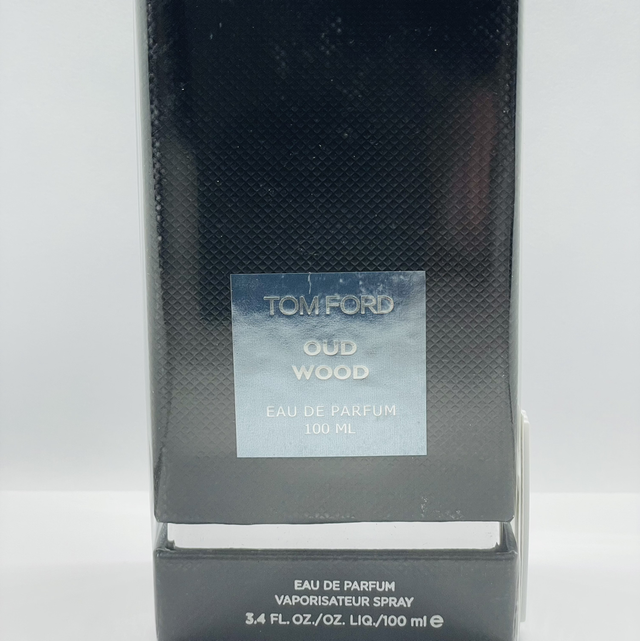 TOM FORD
OUD
WOOD
EAU DE PARFUM
100 ML
EAU DE PARFUM
VAPORISATEUR SPRAY
3.4 FL. OZ./OZ. LIQ./100 ml ℮